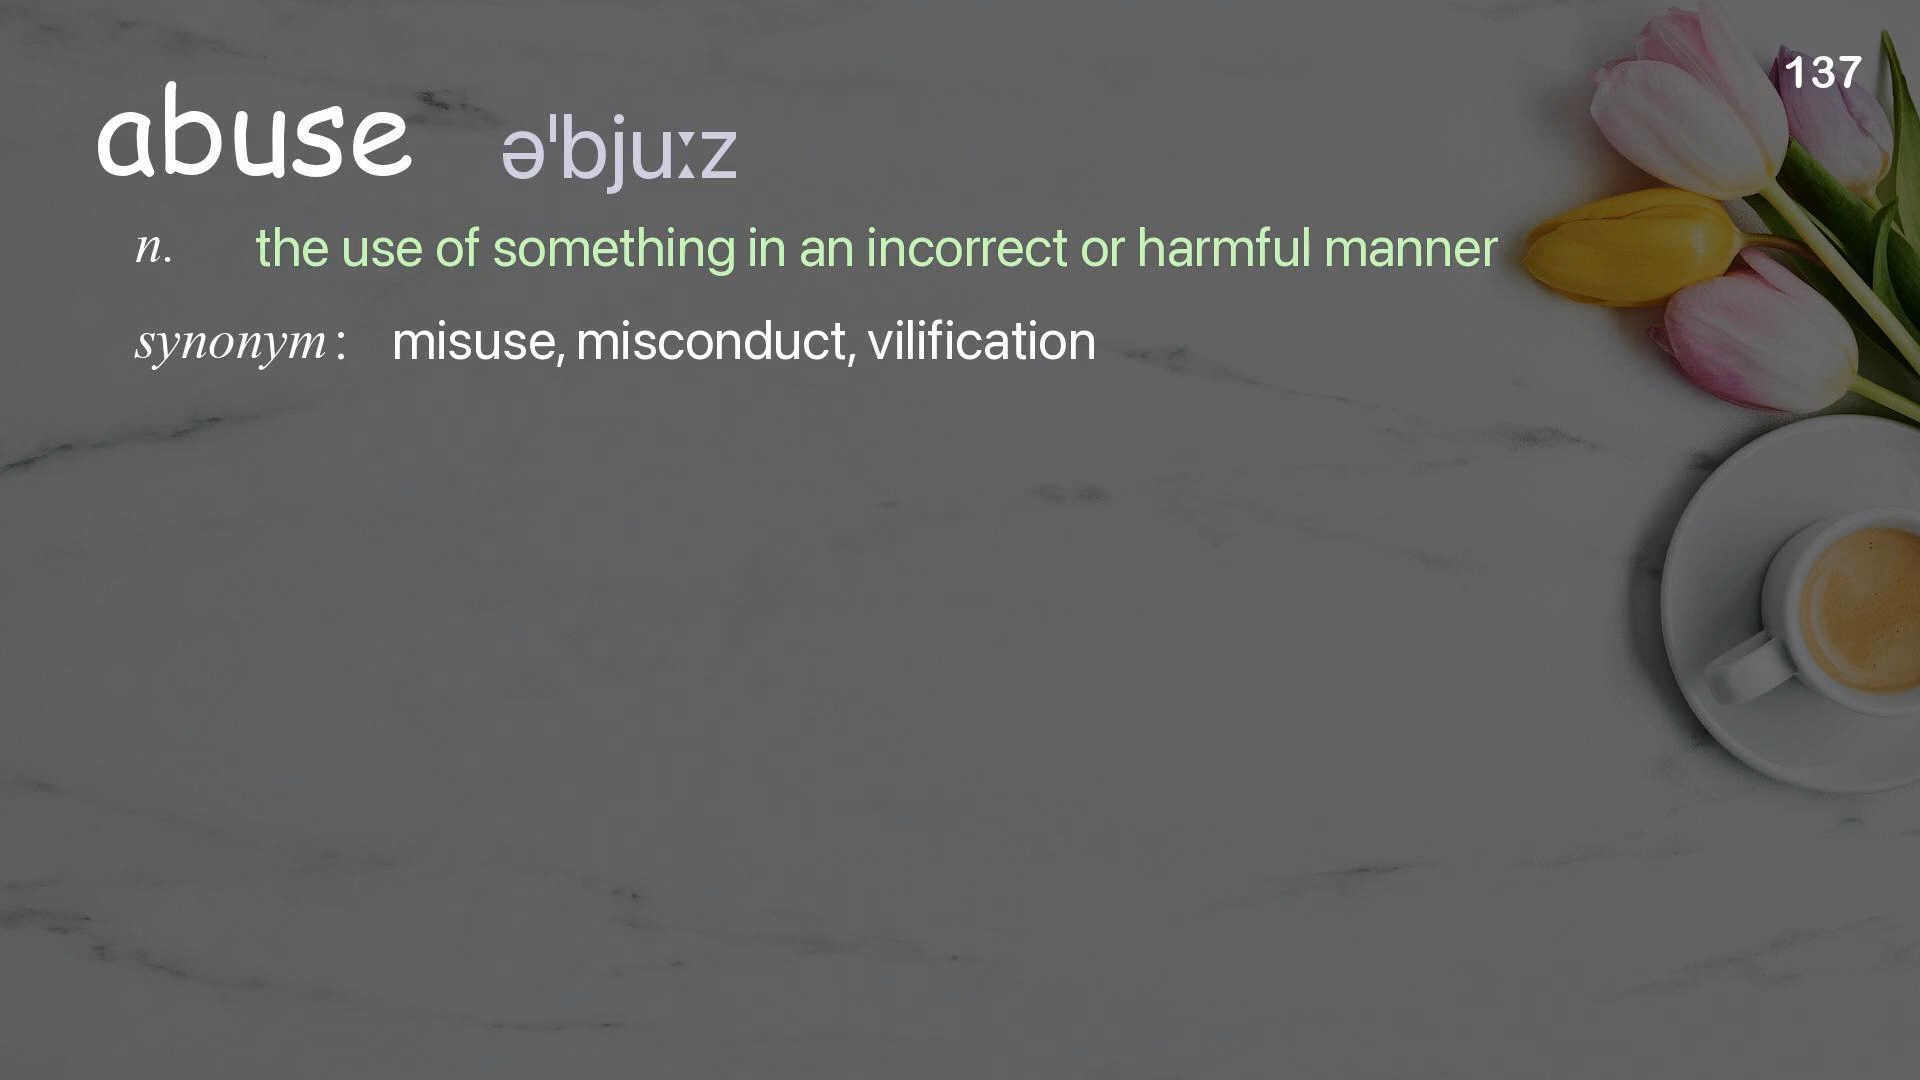 137
abuse əˈbjuːz
n. the use of something in an incorrect or harmful manner
synonym : misuse, misconduct, vilification